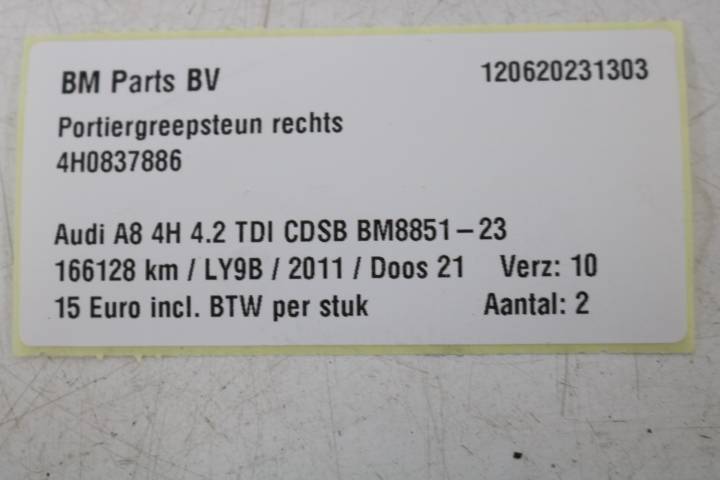 BM Parts BV 120620231303
Portiergreepsteun rechts
4H0837886
Audi A8 4H 4.2 TDI CDSB BM8851-23
166128 km / LY9B / 2011 / Doos 21 Verz: 10
15 Euro incl. BTW per stuk Aantal: 2